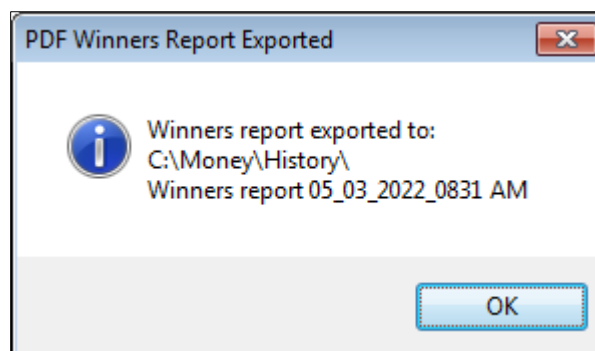 PDF Winners Report Exported
Winners report exported to:
C:\Money\History\
Winners report 05_03_2022_0831 AM
OK